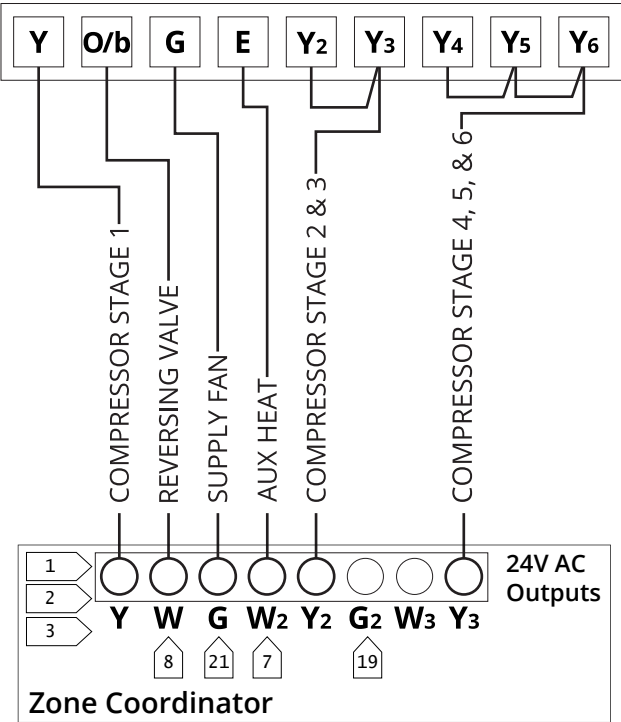 Y O/b G E Y2 Y3 Y4 Y5 Y6
COMPRESSOR STAGE 1
REVERSING VALVE
SUPPLY FAN
AUX HEAT
COMPRESSOR STAGE 2 & 3
COMPRESSOR STAGE 4, 5, & 6
1
2
3
24V AC
Outputs
Y W G W2 Y2 G2 W3 Y3
8 21 7 19
Zone Coordinator